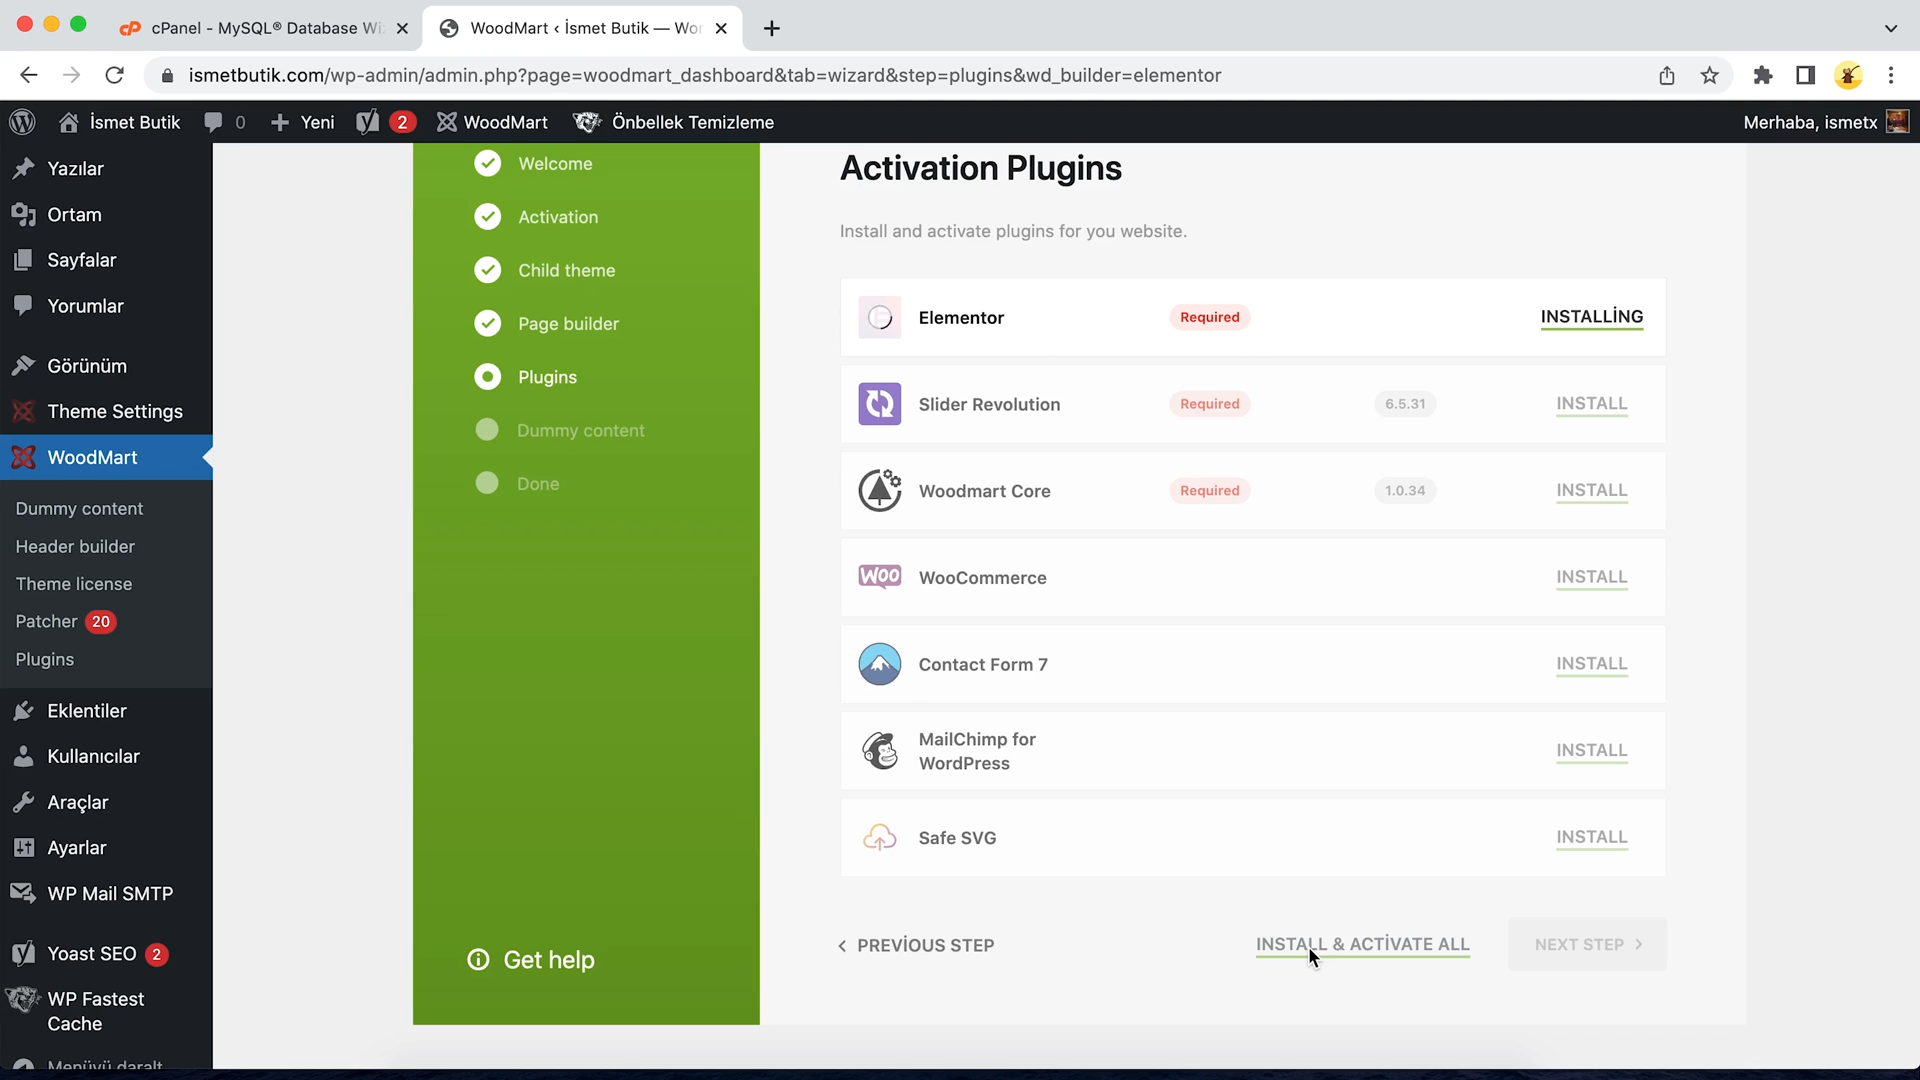 cPanel - MySQL® Database Wi
WoodMart ‹ İsmet Butik — Wor
ismetbutik.com/wp-admin/admin.php?page=woodmart_dashboard&tab=wizard&step=plugins&wd_builder=elementor
İsmet Butik
0
Yeni
2
WoodMart
Önbellek Temizleme
Merhaba, ismetx
Yazılar
Ortam
Sayfalar
Yorumlar
Görünüm
Theme Settings
WoodMart
Dummy content
Header builder
Theme license
Patcher 20
Plugins
Eklentiler
Kullanıcılar
Araçlar
Ayarlar
WP Mail SMTP
Yoast SEO 2
WP Fastest
Cache
Menüyü daralt
Welcome
Activation
Child theme
Page builder
Plugins
Dummy content
Done
Get help
Activation Plugins
Install and activate plugins for you website.
Elementor Required INSTALLİNG
Slider Revolution Required 6.5.31 INSTALL
Woodmart Core Required 1.0.34 INSTALL
WOO WooCommerce INSTALL
Contact Form 7 INSTALL
MailChimp for
WordPress
INSTALL
Safe SVG INSTALL
PREVİOUS STEP
INSTALL & ACTİVATE ALL
NEXT STEP